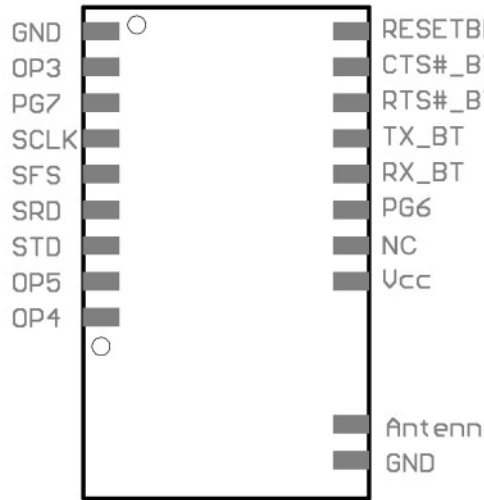 GND
OP3
PG7
SCLK
SFS
SRD
STD
OP5
OP4
CTS#_B
RTS#_B
TX_BT
RX_BT
PG6
NC
Vcc
Antenn
GND